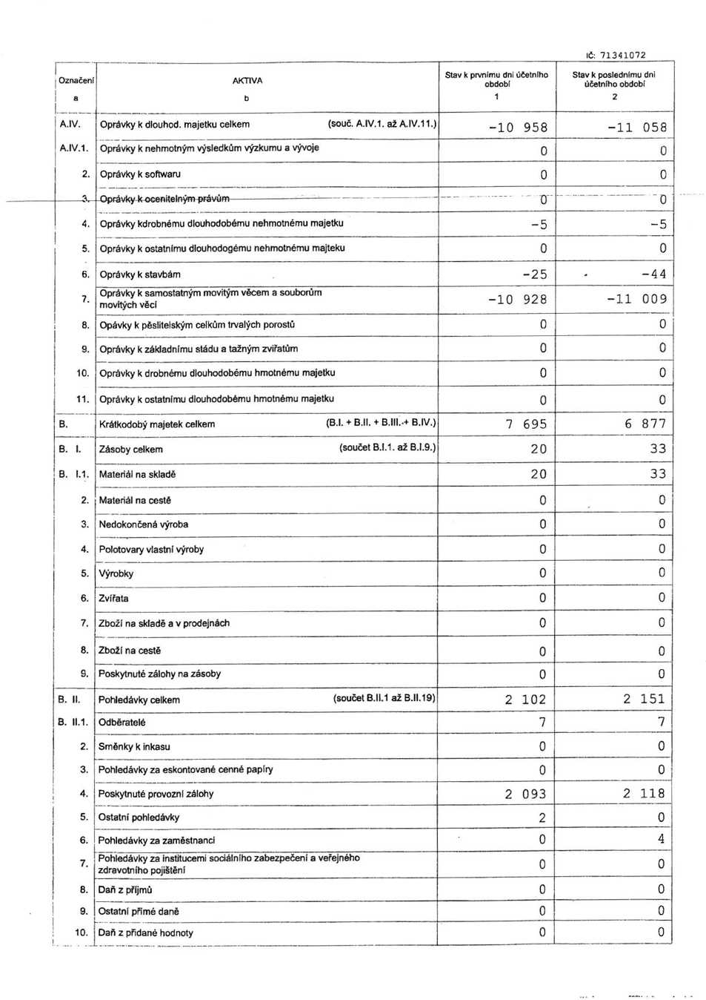 IČ: 71341072
Označení AKTIVA Stav k prvnímu dni účetního období Stav k poslednímu dni účetního období
a b 1 2
A.IV. Oprávky k dlouhod. majetku celkem (souč. A.IV.1. až A.IV.11.) -10 958 -11 058
A.IV.1. Oprávky k nehmotným výsledkům výzkumu a vývoje 0 0
2. Oprávky k softwaru 0 0
3. Oprávky k ocenitelným právům 0 0
4. Oprávky kdrobnému dlouhodobému nehmotnému majetku -5 -5
5. Oprávky k ostatnímu dlouhodogému nehmotnému majteku 0 0
6. Oprávky k stavbám -25 -44
7. Oprávky k samostatným movitým věcem a souborům
movitých věcí -10 928 -11 009
8. Opávky k pěslitelským celkům trvalých porostů 0 0
9. Oprávky k základnímu stádu a tažným zvířatům 0 0
10. Oprávky k drobnému dlouhodobému hmotnému majetku 0 0
11. Oprávky k ostatnímu dlouhodobému hmotnému majetku 0 0
B. Krátkodobý majetek celkem (B.I. + B.II. + B.III.+ B.IV.) 7 695 6 877
B. I. Zásoby celkem (součet B.I.1. až B.I.9.) 20 33
B. I.1. Materiál na skladě 20 33
2. Materiál na cestě 0 0
3. Nedokončená výroba 0 0
4. Polotovary vlastní výroby 0 0
5. Výrobky 0 0
6. Zvířata 0 0
7. Zboží na skladě a v prodejnách 0 0
8. Zboží na cestě 0 0
9. Poskytnuté zálohy na zásoby 0 0
B. II. Pohledávky celkem (součet B.II.1 až B.II.19) 2 102 2 151
B. II.1. Odběratelé 7 7
2. Směnky k inkasu 0 0
3. Pohledávky za eskontované cenné papíry 0 0
4. Poskytnuté provozní zálohy 2 093 2 118
5. Ostatní pohledávky 2 0
6. Pohledávky za zaměstnanci 0 4
7. Pohledávky za institucemi sociálního zabezpečení a veřejného
zdravotního pojištění 0 0
8. Daň z příjmů 0 0
9. Ostatní přímé daně 0 0
10. Daň z přidané hodnoty 0 0